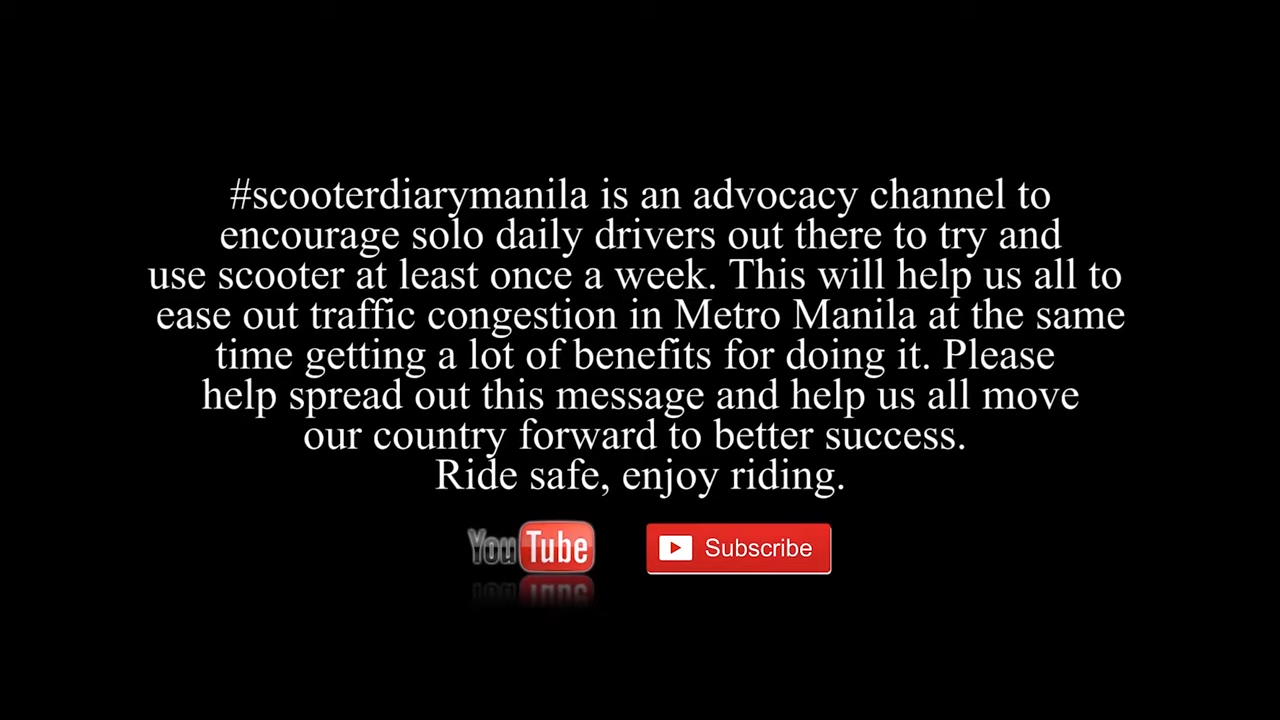 #scooterdiarymanila is an advocacy channel to
encourage solo daily drivers out there to try and
use scooter at least once a week. This will help us all to
ease out traffic congestion in Metro Manila at the same
time getting a lot of benefits for doing it. Please
help spread out this message and help us all move
our country forward to better success.
Ride safe, enjoy riding.
YouTube
Subscribe